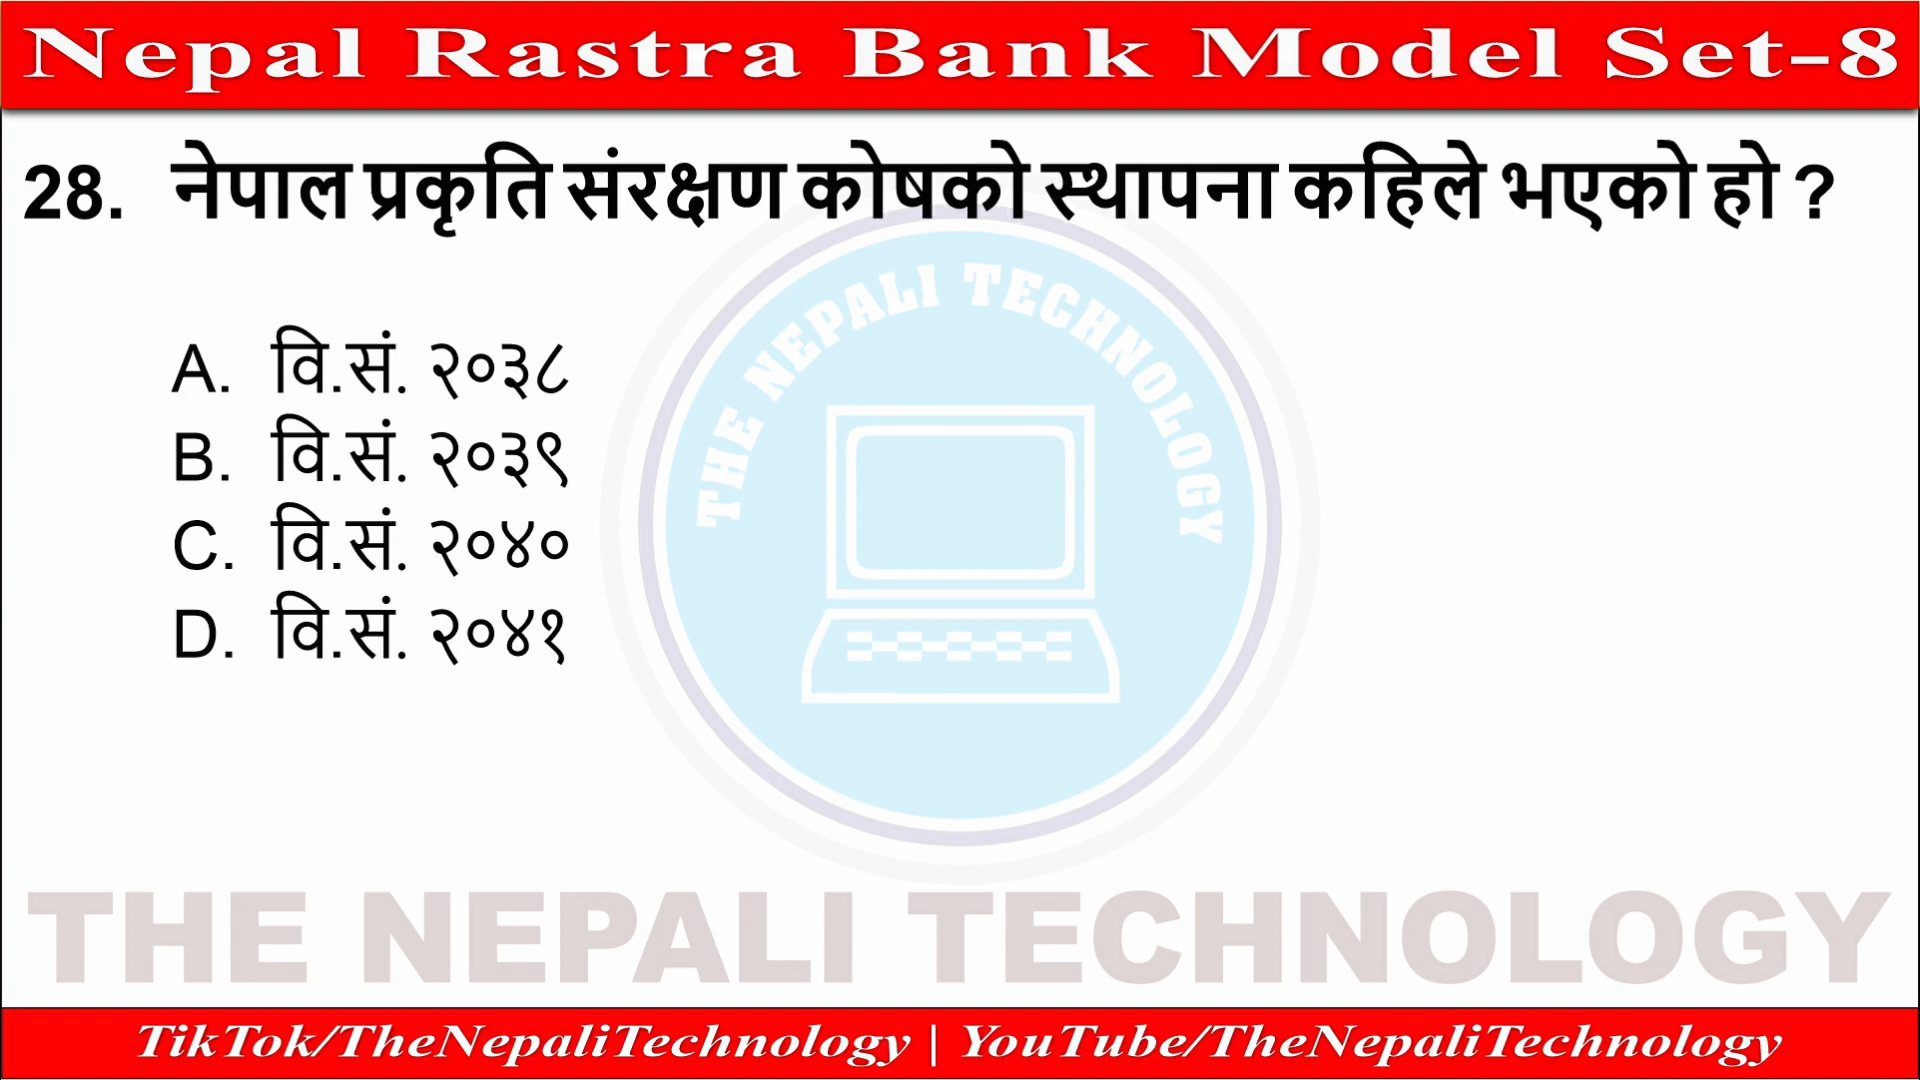 Nepal Rastra Bank Model Set-8
28. नेपाल प्रकृति संरक्षण कोषको स्थापना कहिले भएको हो ?
THE NEPALI TECHNOLOGY
A. वि.सं. २०३८
B. वि.सं. २०३९
C. वि.सं. २०४०
D. वि.सं. २०४१
THE NEPALI TECHNOLOGY
TikTok/TheNepaliTechnology | YouTube/TheNepaliTechnology